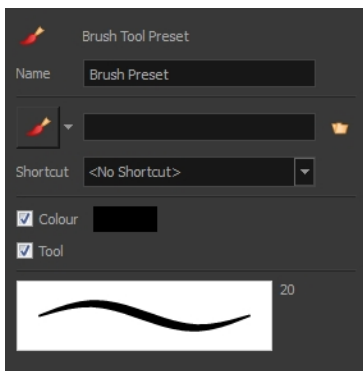 Brush Tool Preset
Name Brush Preset
Shortcut <No Shortcut>
Colour
Tool
20